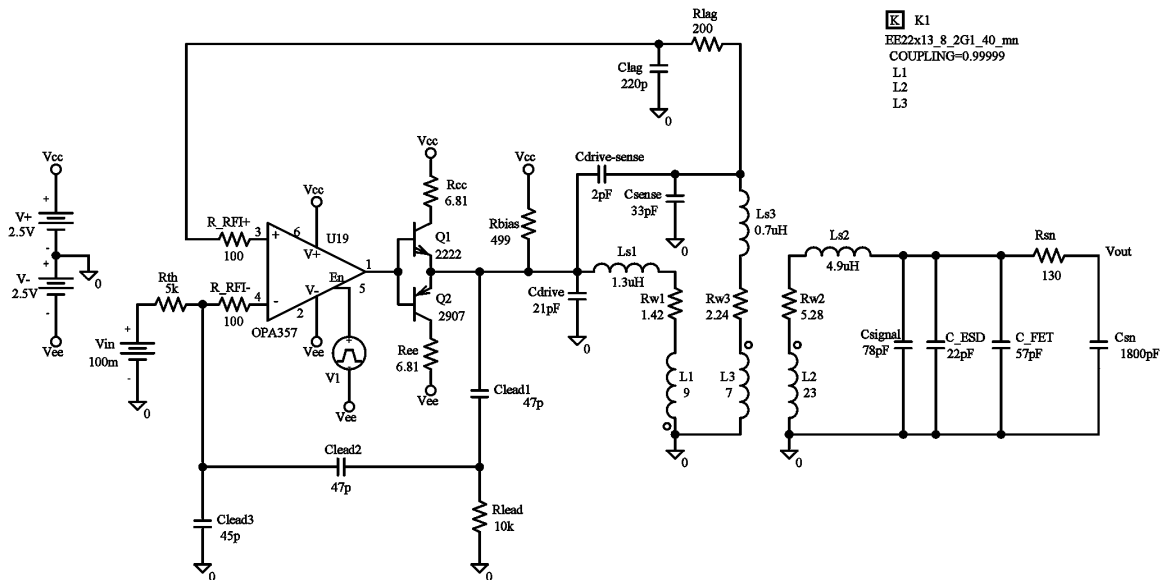 Rlag
200
K K1
EE22x13_8_2G1_40_mn
COUPLING=0.99999
L1
L2
L3
Clag
220p
0
Vcc
Vcc
Vcc
Rcc
6.81
Cdrive-sense
2pF
Csense
33pF
0
Ls3
0.7uH
V+
2.5V
+
-
0
V-
2.5V
+
-
Vee
R_RFI+
100
3
+
6
Vcc
U19
V+
1
En
5
V-
2
4
-
OPA357
Vee
Q1
2222
Q2
2907
Rbias
499
Ls1
1.3uH
Ls2
4.9uH
Rsn
130
Vout
Rth
5k
R_RFI-
100
Vin
100m
+
-
0
V1
+
-
Vee
Ree
6.81
Vee
Cdrive
21pF
0
Rw1
1.42
Rw3
2.24
Rw2
5.28
Csignal
78pF
C_ESD
22pF
C_FET
57pF
Csn
1800pF
L1
9
L3
7
L2
23
0
0
Clead1
47p
Clead2
47p
Clead3
45p
0
Rlead
10k
0